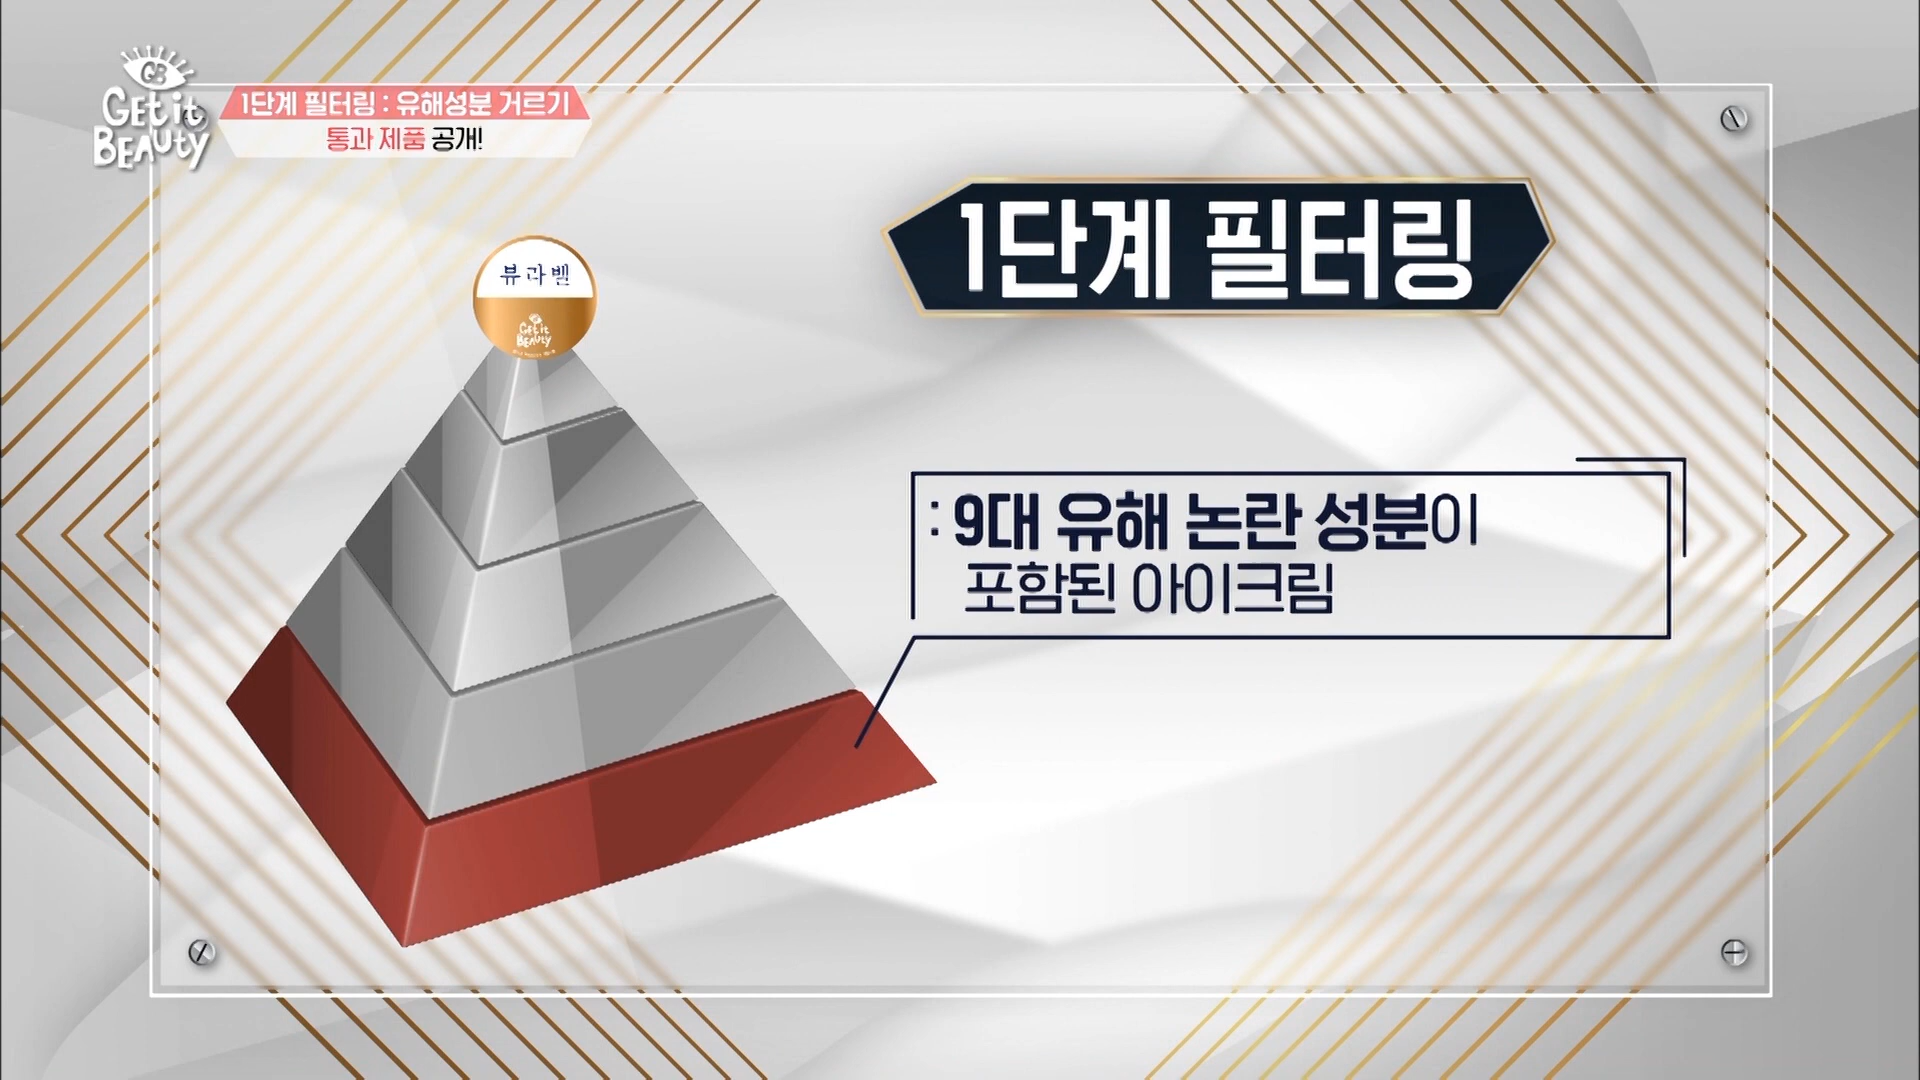 GB
Get it
BEAUty
1단계 필터링 : 유해성분 거르기
통과 제품 공개!
1단계 필터링
뷰라벨
Get it
BEAUty
: 9대 유해 논란 성분이
포함된 아이크림